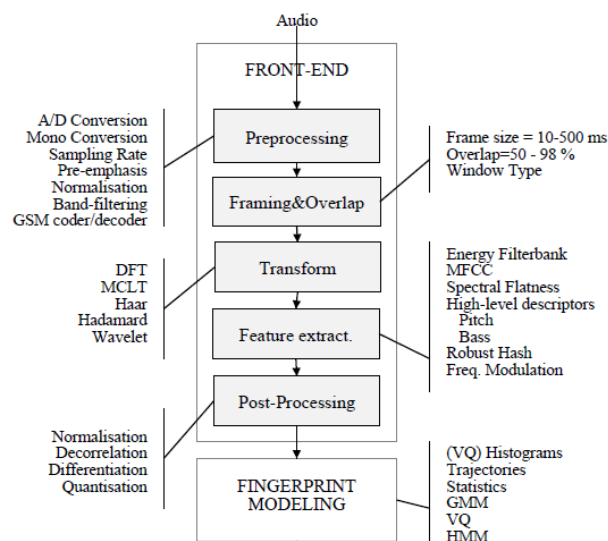 Audio
FRONT-END
A/D Conversion
Mono Conversion
Sampling Rate
Pre-emphasis
Normalisation
Band-filtering
GSM coder/decoder
Preprocessing
Frame size = 10-500 ms
Overlap=50 - 98 %
Window Type
Framing&Overlap
DFT
MCLT
Haar
Hadamard
Wavelet
Transform
Energy Filterbank
MFCC
Spectral Flatness
High-level descriptors
Pitch
Bass
Robust Hash
Freq. Modulation
Feature extract.
Post-Processing
Normalisation
Decorrelation
Differentiation
Quantisation
FINGERPRINT
MODELING
(VQ) Histograms
Trajectories
Statistics
GMM
VQ
HMM